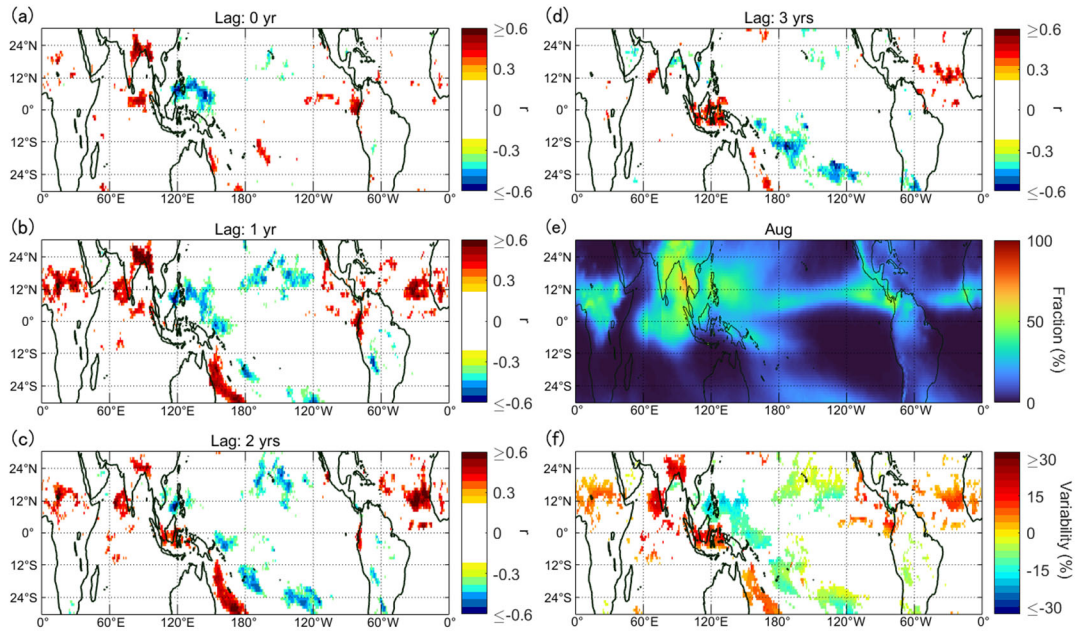 (a)
Lag: 0 yr
24°N
12°N
0°
12°S
24°S
0°
60°E
120°E
180°
120°W
60°W
0°
≥0.6
0.3
0
-0.3
≤-0.6
r
(b)
Lag: 1 yr
24°N
12°N
0°
12°S
24°S
0°
60°E
120°E
180°
120°W
60°W
0°
≥0.6
0.3
0
-0.3
≤-0.6
r
(c)
Lag: 2 yrs
24°N
12°N
0°
12°S
24°S
0°
60°E
120°E
180°
120°W
60°W
0°
≥0.6
0.3
0
-0.3
≤-0.6
r
(d)
Lag: 3 yrs
24°N
12°N
0°
12°S
24°S
0°
60°E
120°E
180°
120°W
60°W
0°
≥0.6
0.3
0
-0.3
≤-0.6
r
(e)
Aug
24°N
12°N
0°
12°S
24°S
0°
60°E
120°E
180°
120°W
60°W
0°
100
50
0
Fraction (%)
(f)
24°N
12°N
0°
12°S
24°S
0°
60°E
120°E
180°
120°W
60°W
0°
≥30
15
0
-15
≤-30
Variability (%)